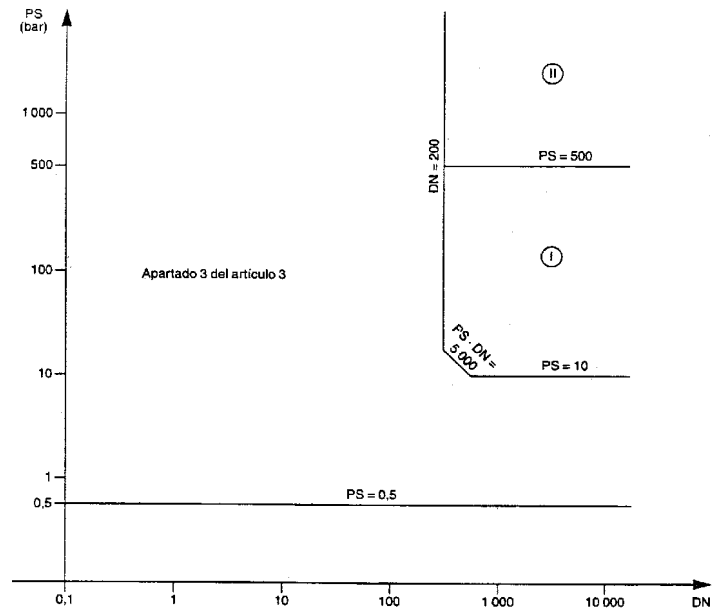 PS
(bar)
II
1 000
500
DN = 200
PS = 500
Apartado 3 del artículo 3
I
100
PS · DN =
5 000
PS = 10
10
1
0,5
PS = 0,5
0,1
1
10
100
1 000
10 000
DN